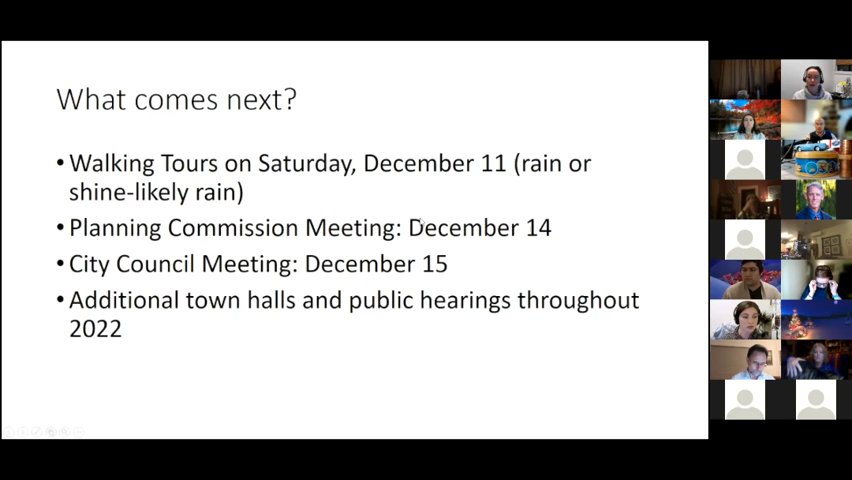 What comes next?
• Walking Tours on Saturday, December 11 (rain or
shine-likely rain)
• Planning Commission Meeting: December 14
• City Council Meeting: December 15
• Additional town halls and public hearings throughout
2022